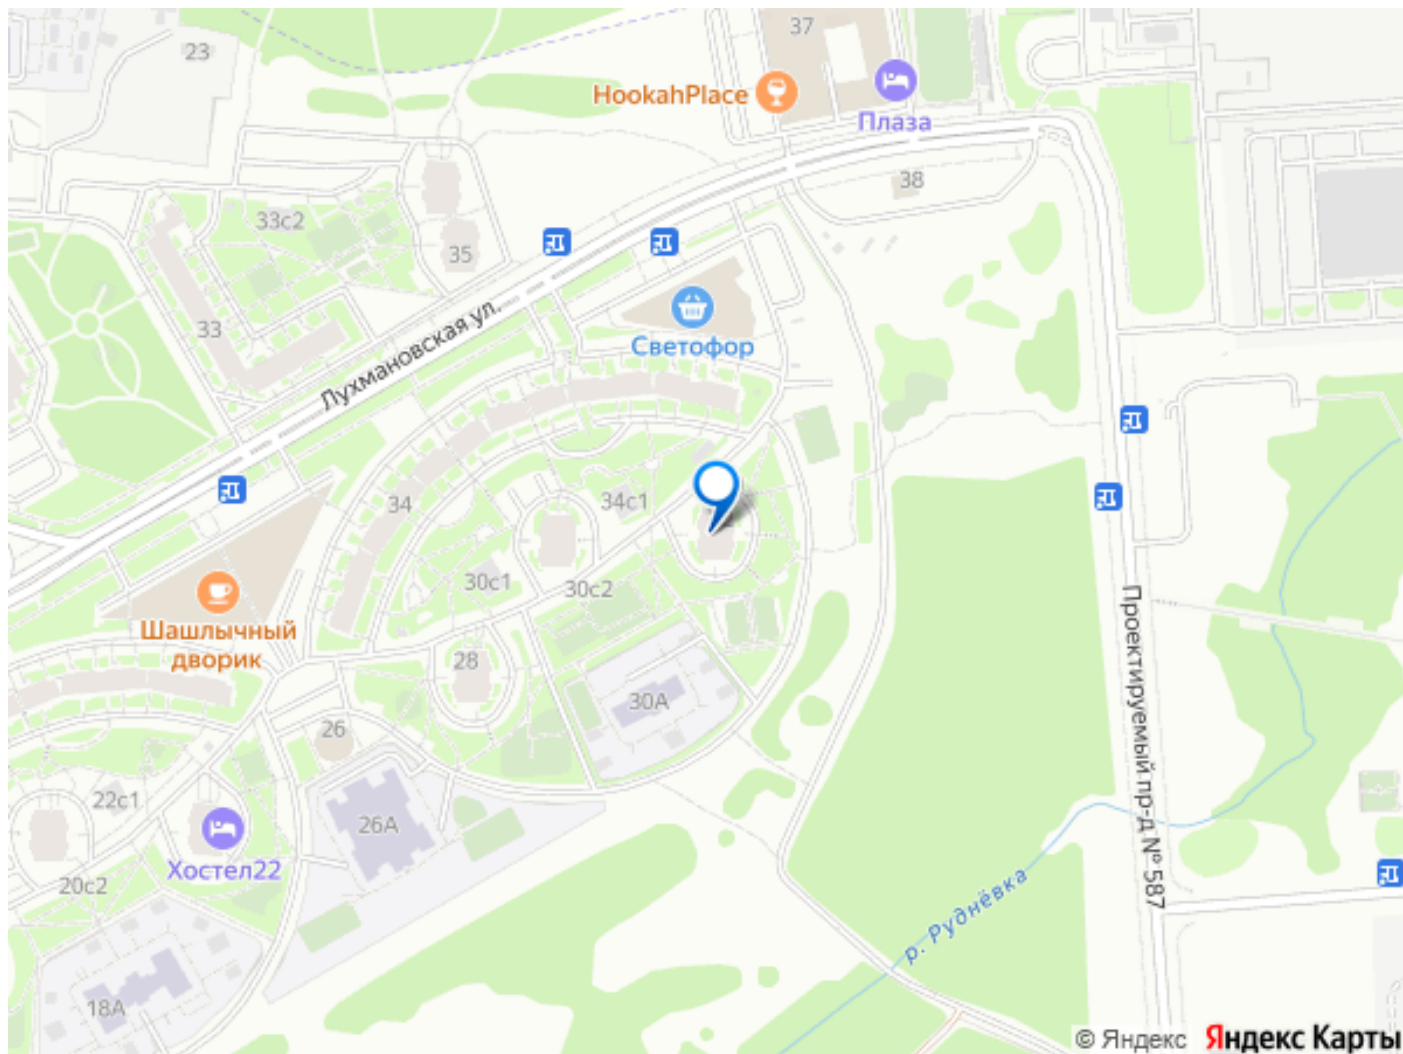 37
23
HookahPlace
Плаза
38
33с2
35
33
Лухмановская ул.
Светофор
34
34с1
30с1
30с2
Шашлычный
дворик
28
30А
26
Проектируемый пр-д № 587
22с1
26А
Хостел22
20с2
р. Руднёвка
18А
© Яндекс
Яндекс Карты